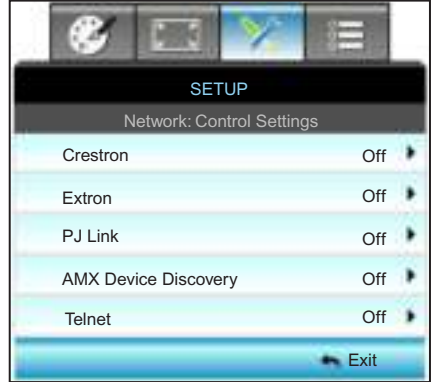 SETUP
Network: Control Settings
Crestron Off
Extron Off
PJ Link Off
AMX Device Discovery Off
Telnet Off
Exit